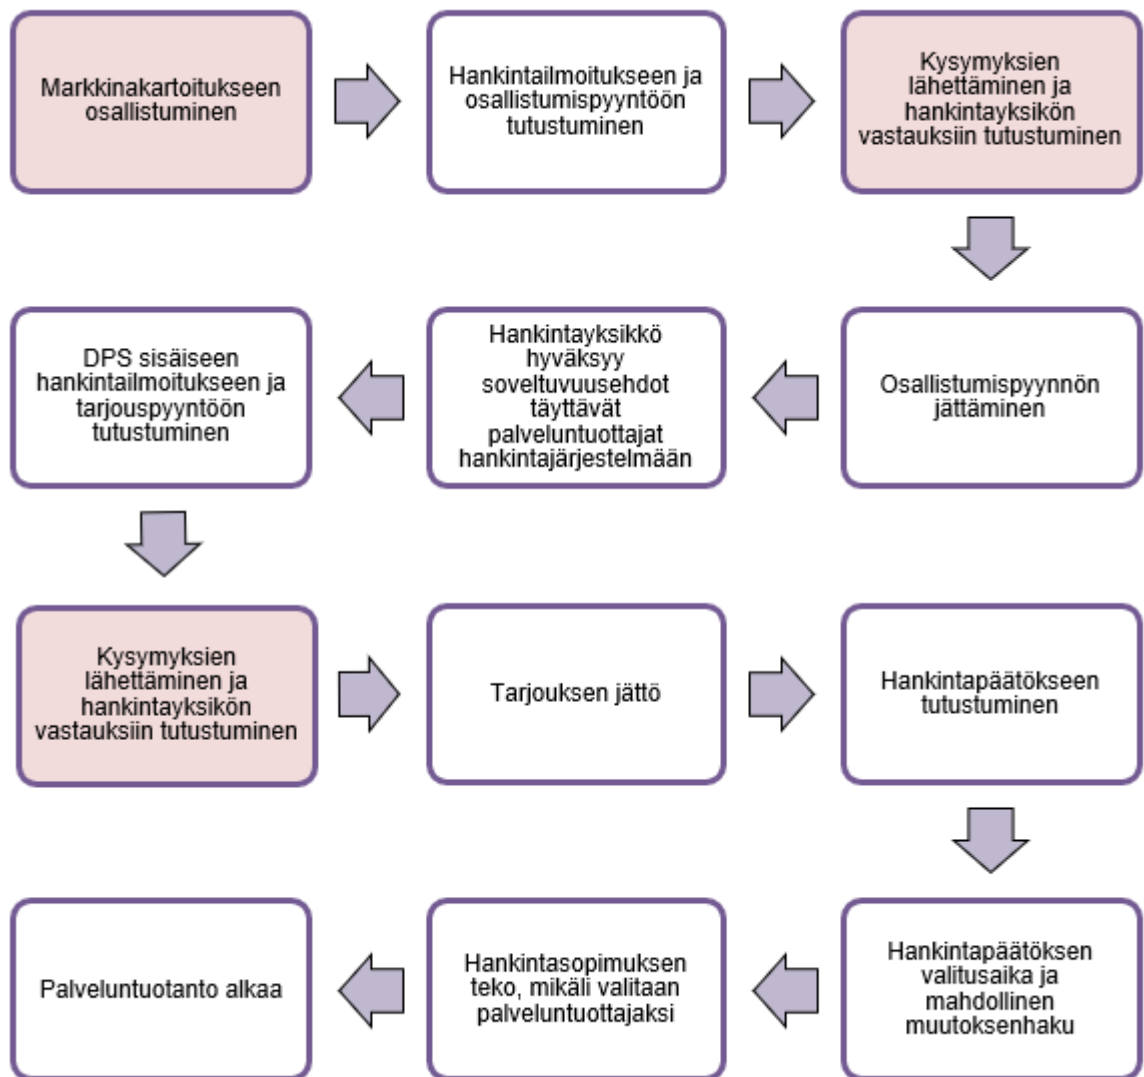 Markkinakartoitukseen
osallistuminen
Hankintailmoitukseen ja
osallistumispyyntöön
tutustuminen
Kysymyksien
lähettäminen ja
hankintayksikön
vastauksiin tutustuminen
Osallistumispyynnön
jättäminen
Hankintayksikkö
hyväksyy
soveltuvuusehdot
täyttävät
palveluntuottajat
hankintajärjestelmään
DPS sisäiseen
hankintailmoitukseen ja
tarjouspyyntöön
tutustuminen
Kysymyksien
lähettäminen ja
hankintayksikön
vastauksiin tutustuminen
Tarjouksen jättö
Hankintapäätökseen
tutustuminen
Hankintapäätöksen
valitusaika ja
mahdollinen
muutoksenhaku
Hankintasopimuksen
teko, mikäli valitaan
palveluntuottajaksi
Palveluntuotanto alkaa